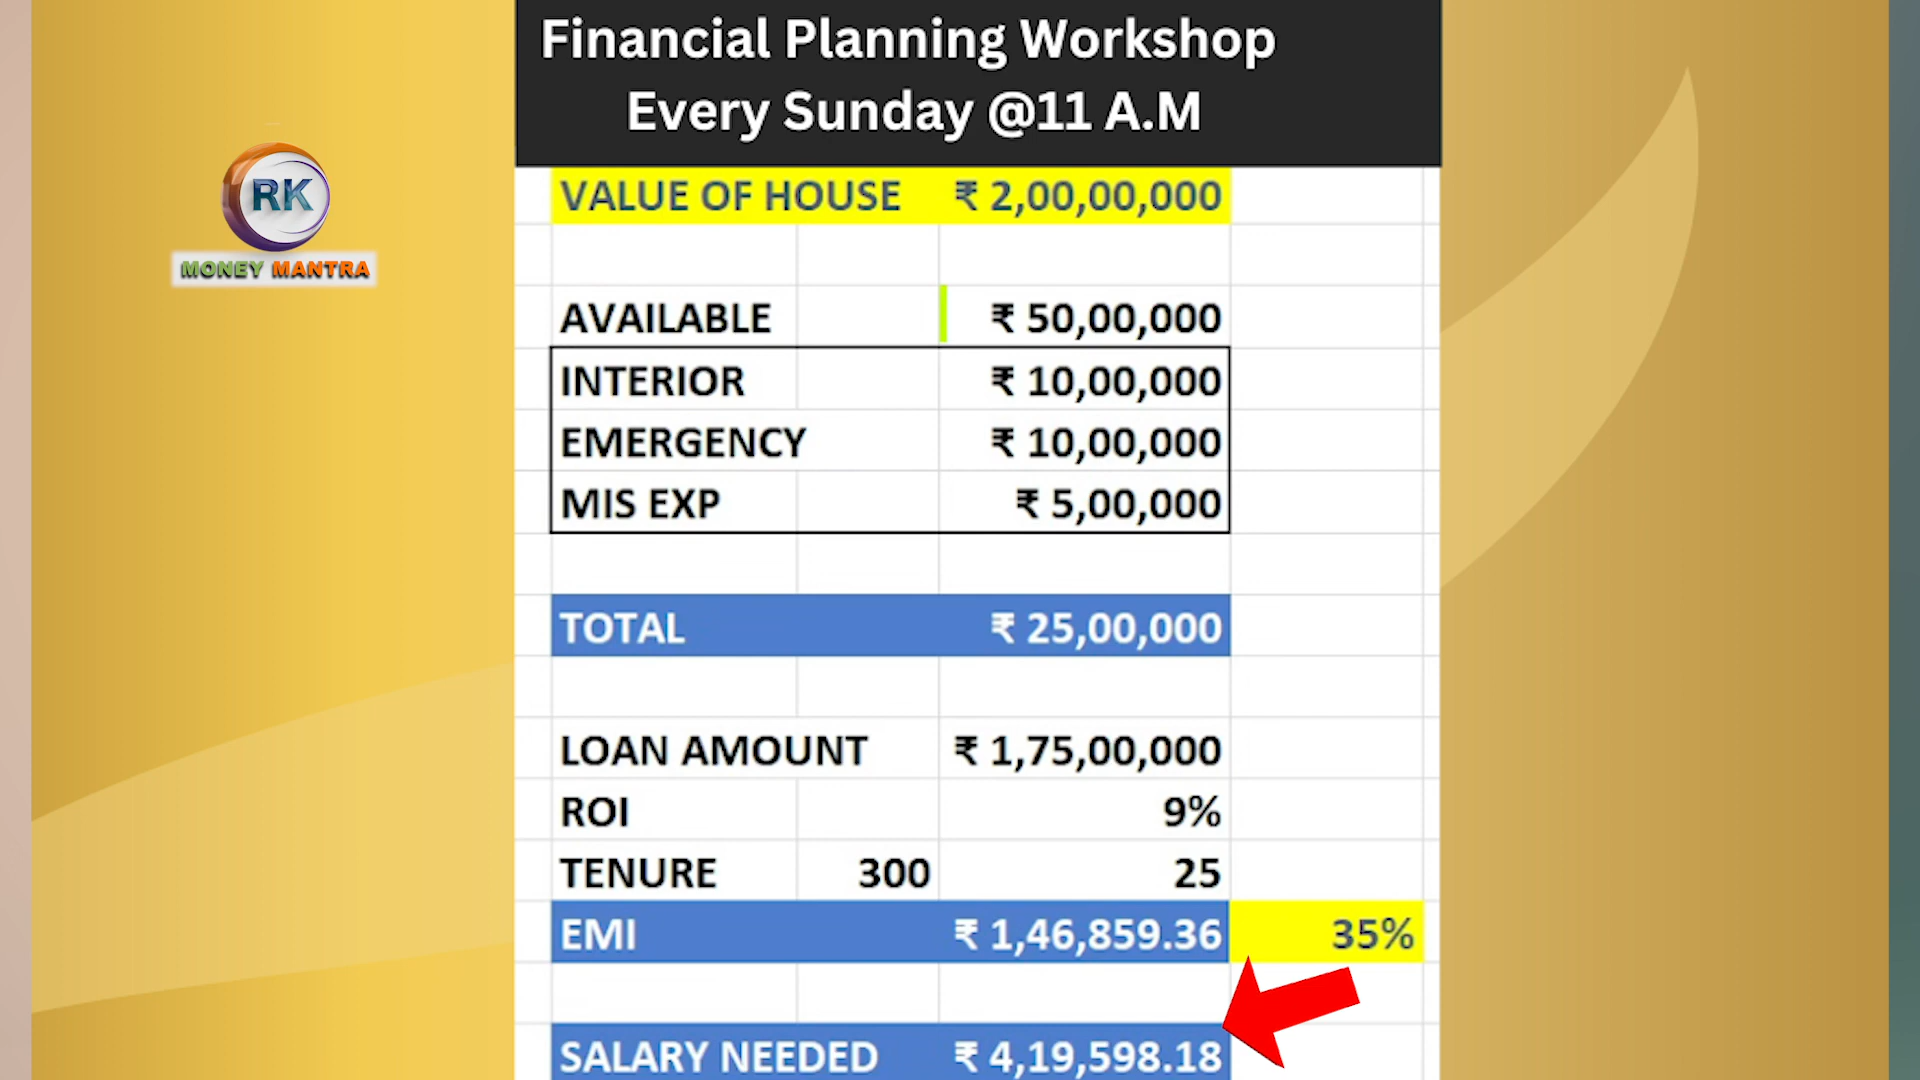 Financial Planning Workshop
Every Sunday @11 A.M
RK
MONEY MANTRA
VALUE OF HOUSE ₹ 2,00,00,000
AVAILABLE ₹ 50,00,000
INTERIOR ₹ 10,00,000
EMERGENCY ₹ 10,00,000
MIS EXP ₹ 5,00,000
TOTAL ₹ 25,00,000
LOAN AMOUNT ₹ 1,75,00,000
ROI 9%
TENURE 300 25
EMI ₹ 1,46,859.36 35%
SALARY NEEDED ₹ 4,19,598.18